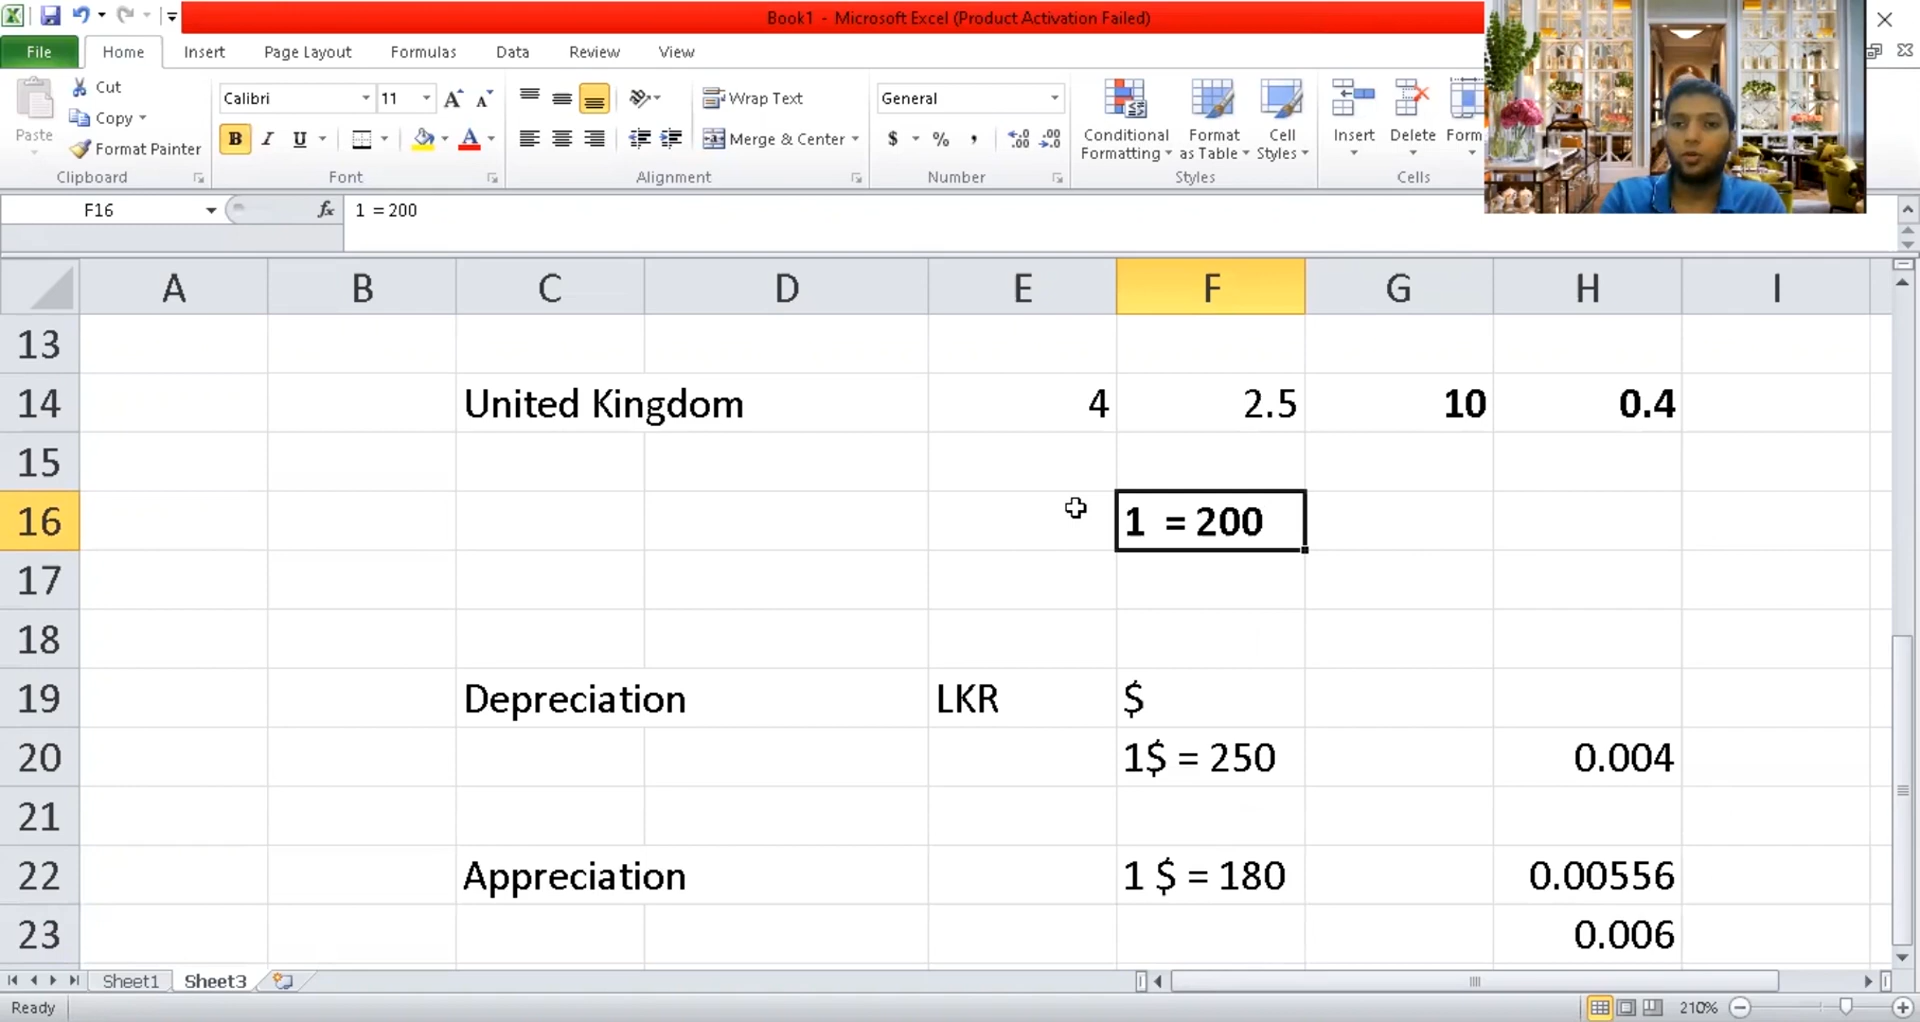 Book1 - Microsoft Excel (Product Activation Failed)
File Home Insert Page Layout Formulas Data Review View
Paste
Cut
Copy
Format Painter
Clipboard
Calibri 11
B I U
Font
Wrap Text
Merge & Center
Alignment
General
$ % ,
Number
Conditional Formatting
Format as Table
Cell Styles
Styles
Insert Delete Form
Cells
F16 fx 1 = 200
A B C D E F G H I
13
14 United Kingdom 4 2.5 10 0.4
15
16 1 = 200
17
18
19 Depreciation LKR $
20 1$ = 250 0.004
21
22 Appreciation 1 $ = 180 0.00556
23 0.006
Sheet1 Sheet3
Ready 210%